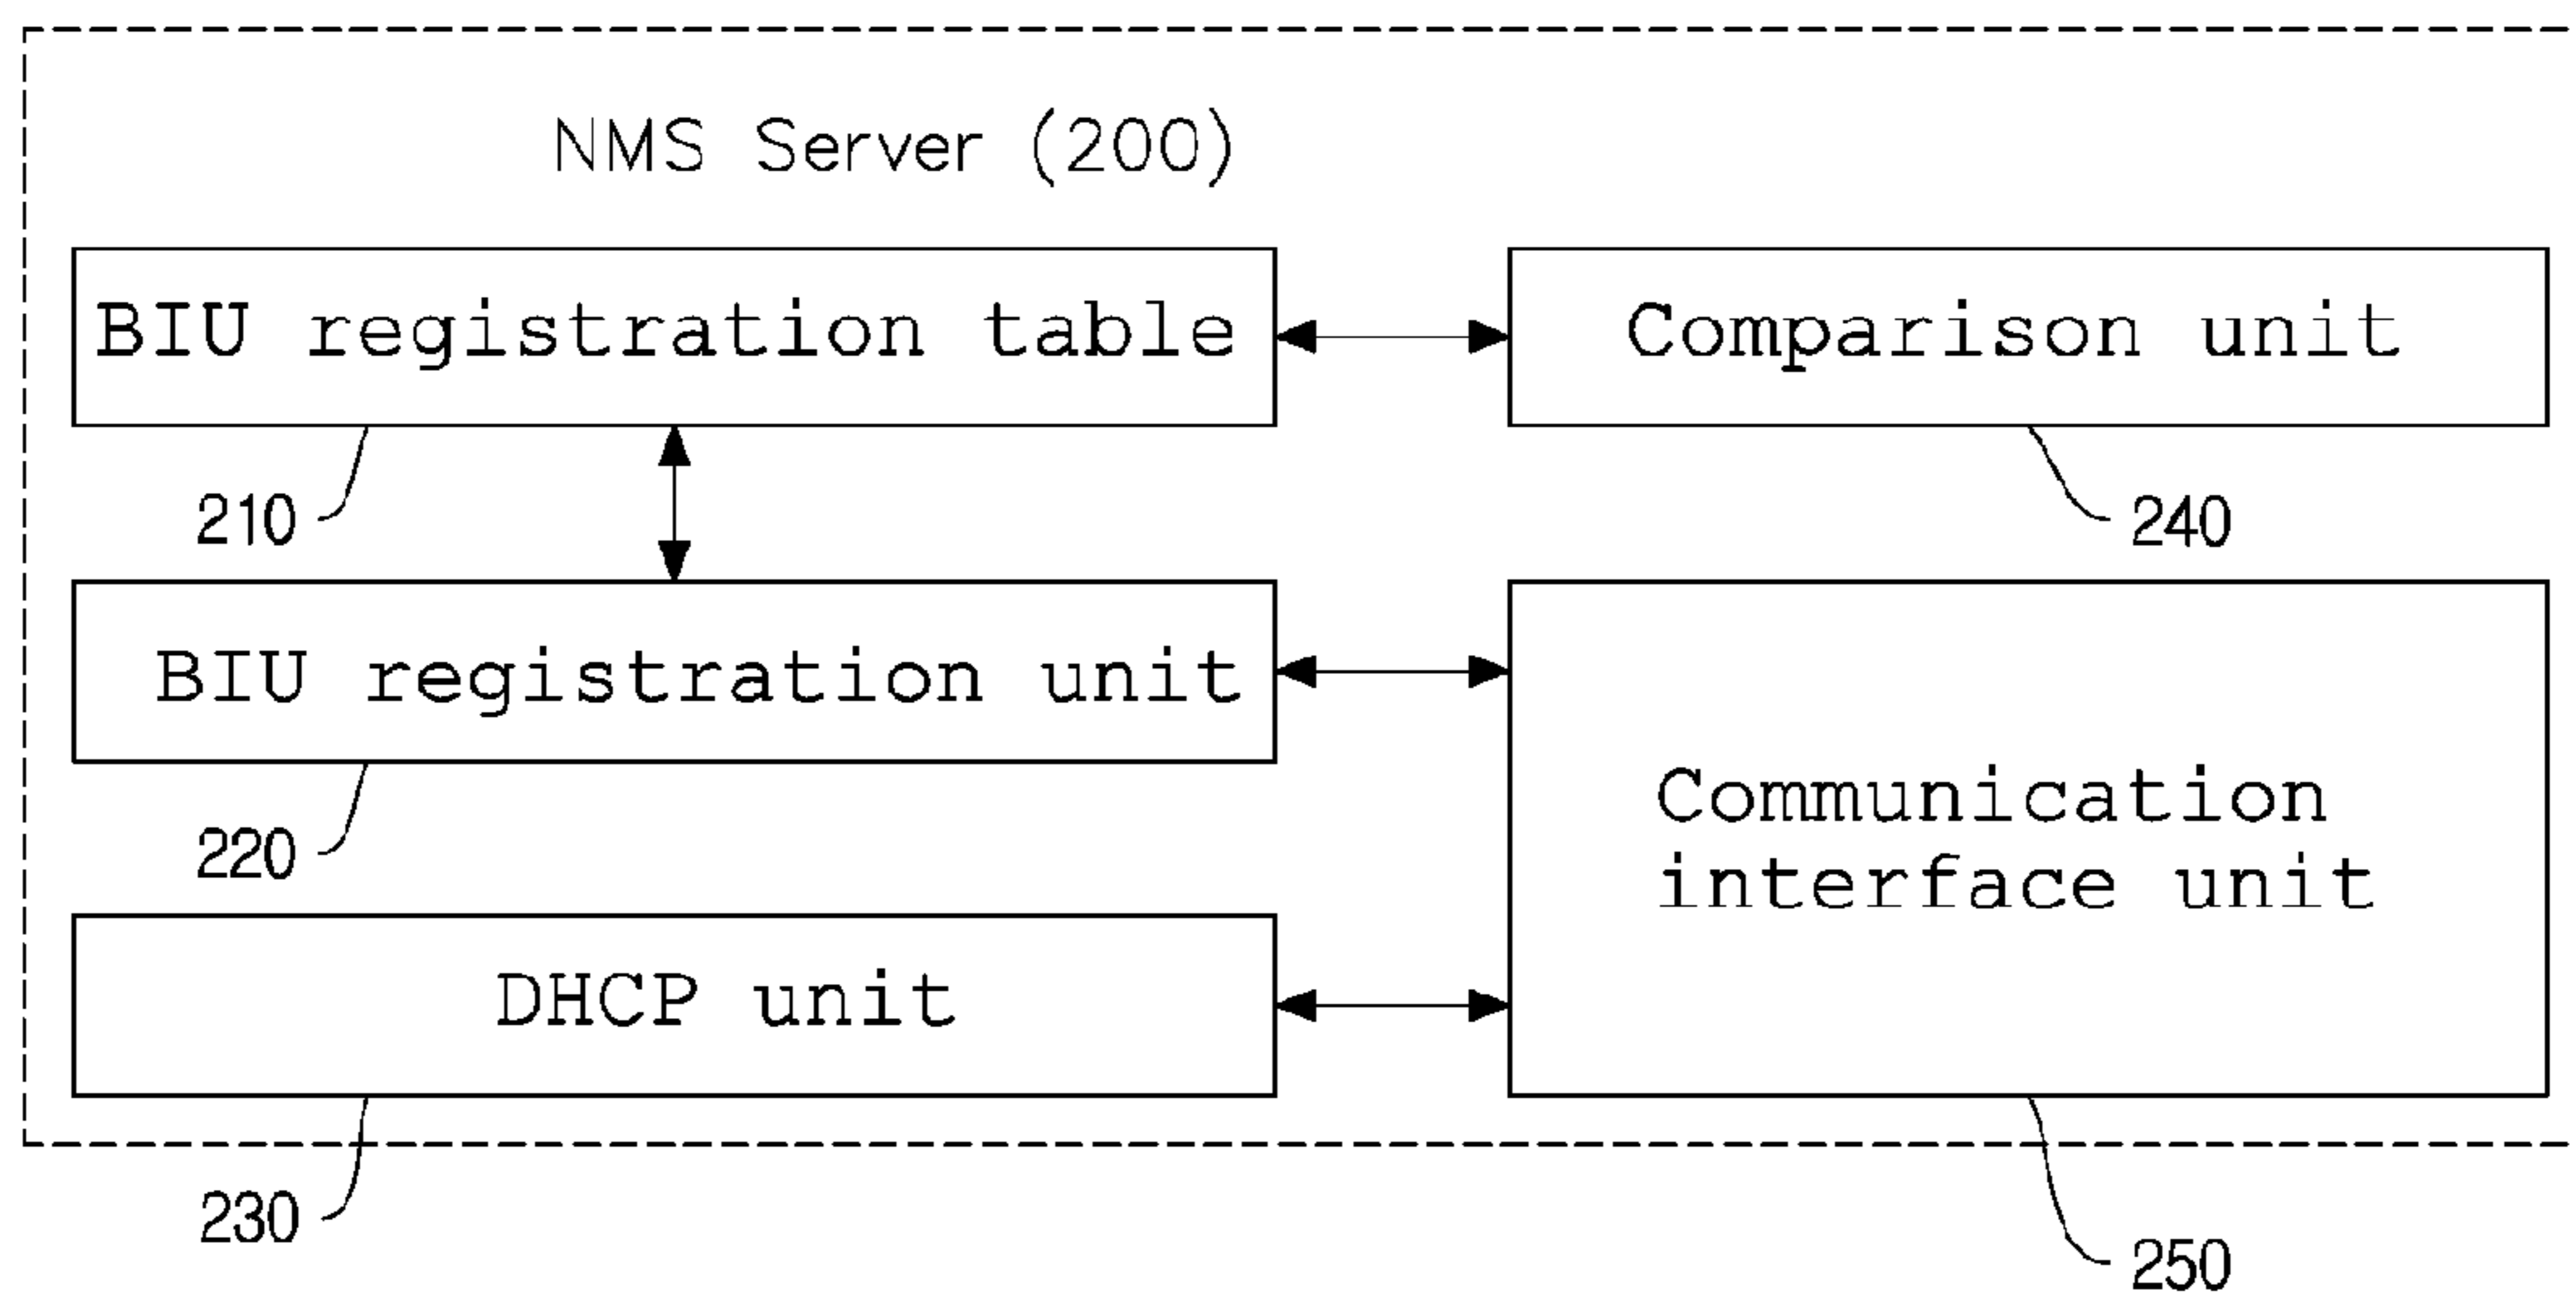 NMS Server (200)
BIU registration table
Comparison unit
210
240
BIU registration unit
Communication
interface unit
220
DHCP unit
230
250